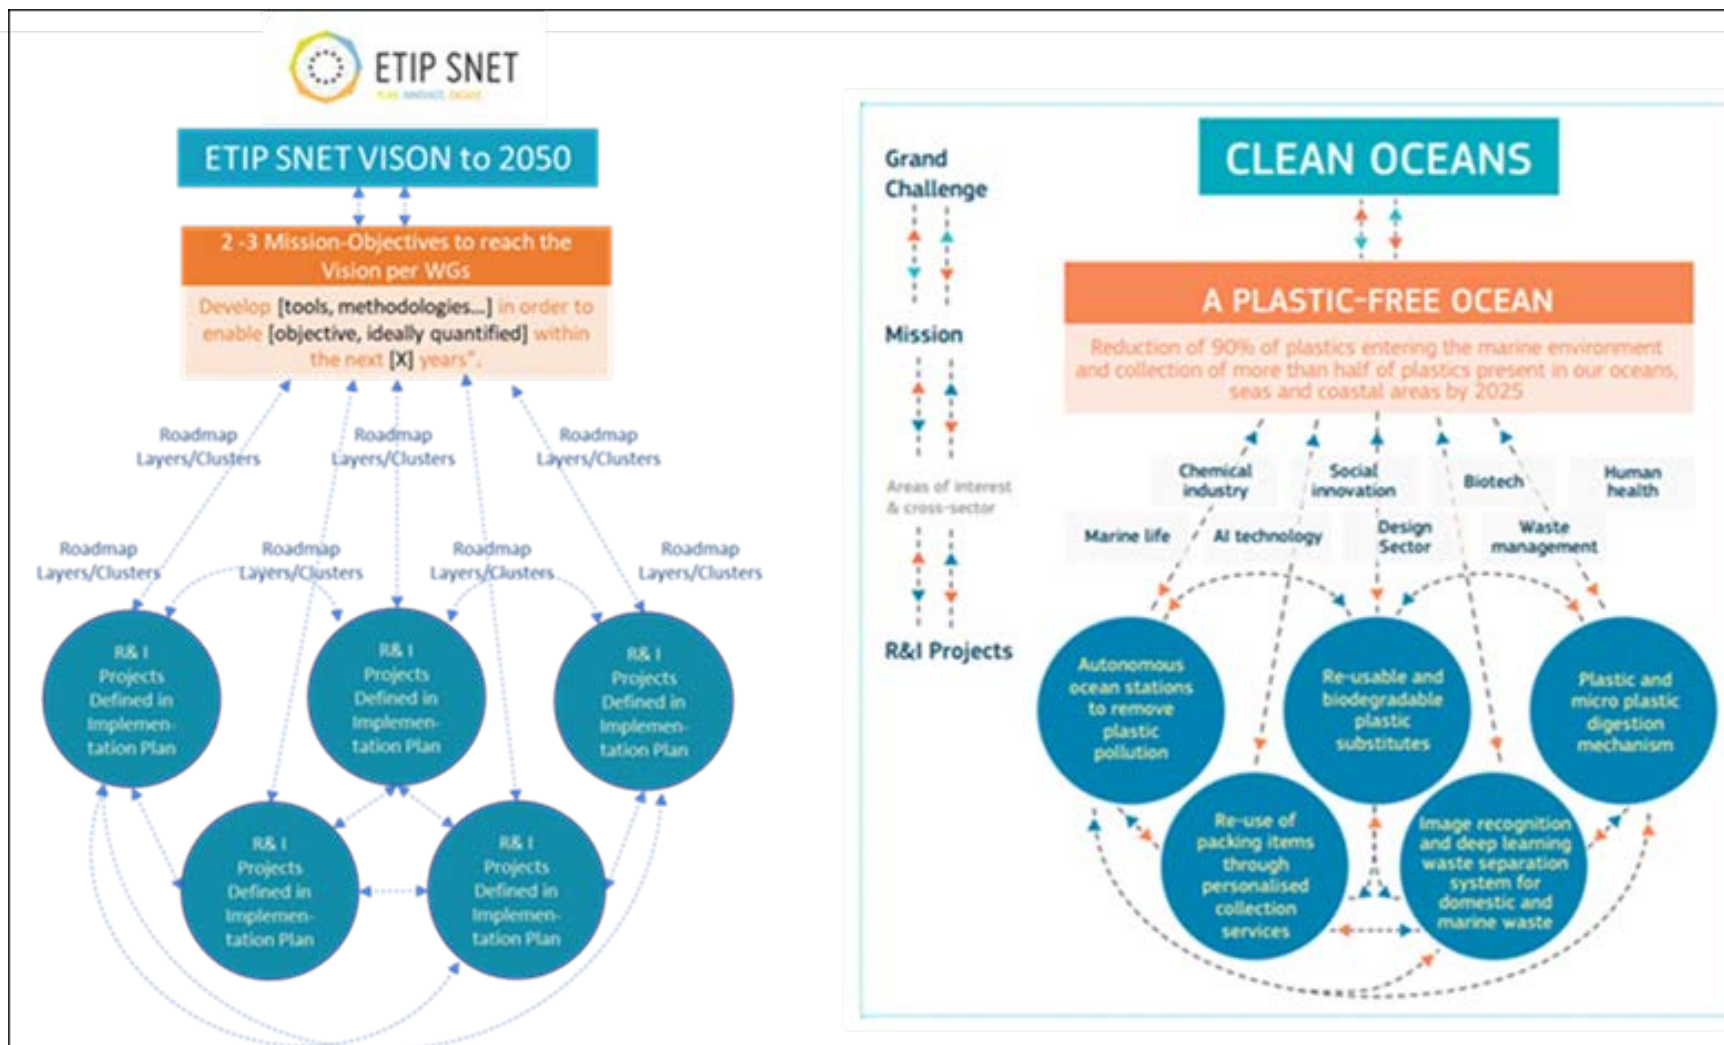 ETIP SNET
PLAN. INNOVATE. ENGAGE.
ETIP SNET VISON to 2050
2 -3 Mission-Objectives to reach the
Vision per WGs
Develop [tools, methodologies...] in order to
enable [objective, ideally quantified] within
the next [X] years".
Roadmap
Layers/Clusters
Roadmap
Layers/Clusters
Roadmap
Layers/Clusters
Roadmap
Layers/Clusters
Roadmap
Layers/Clusters
Roadmap
Layers/Clusters
Roadmap
Layers/Clusters
R& I
Projects
Defined in
Implemen-
tation Plan
R& I
Projects
Defined in
Implemen-
tation Plan
R& I
Projects
Defined in
Implemen-
tation Plan
R& I
Projects
Defined in
Implemen-
tation Plan
R& I
Projects
Defined in
Implemen-
tation Plan
Grand
Challenge
Mission
Areas of interest
& cross-sector
R&I Projects
CLEAN OCEANS
A PLASTIC-FREE OCEAN
Reduction of 90% of plastics entering the marine environment
and collection of more than half of plastics present in our oceans,
seas and coastal areas by 2025
Chemical
industry
Social
innovation
Biotech
Human
health
Marine life
AI technology
Design
Sector
Waste
management
Autonomous
ocean stations
to remove
plastic
pollution
Re-usable and
biodegradable
plastic
substitutes
Plastic and
micro plastic
digestion
mechanism
Re-use of
packing items
through
personalised
collection
services
Image recognition
and deep learning
waste separation
system for
domestic and
marine waste